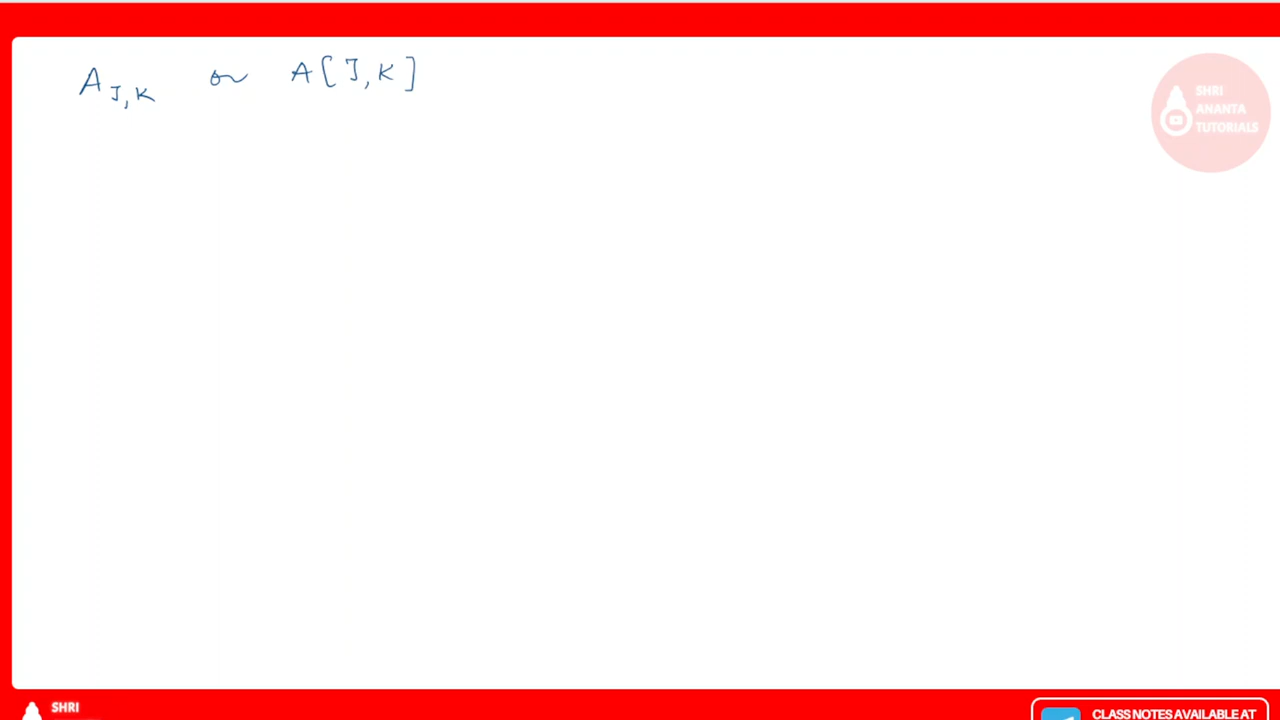 A J,K or A[J,K]
SHRI
ANANTA
TUTORIALS
SHRI
CLASS NOTES AVAILABLE AT